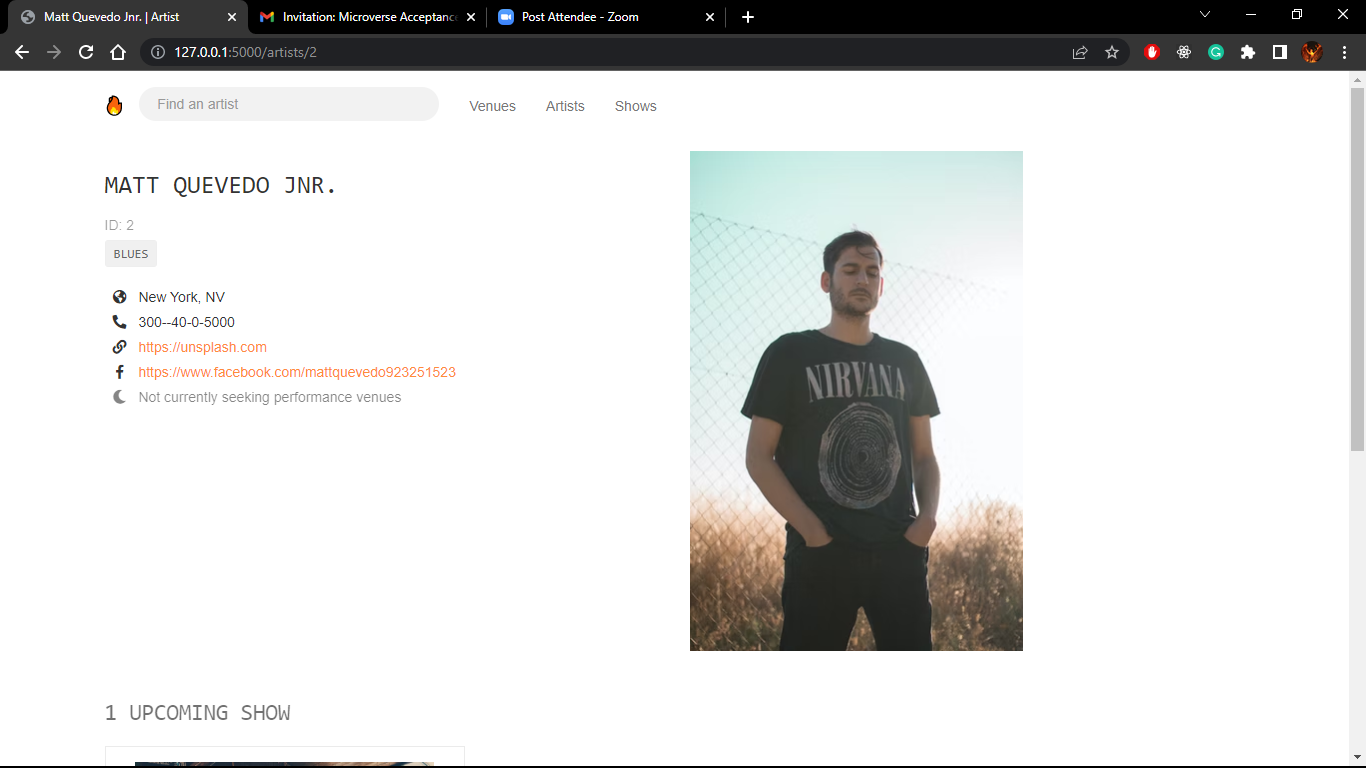 Matt Quevedo Jnr. | Artist
Invitation: Microverse Acceptance
Post Attendee - Zoom
127.0.0.1:5000/artists/2
Find an artist
Venues
Artists
Shows
MATT QUEVEDO JNR.
ID: 2
BLUES
New York, NV
300--40-0-5000
https://unsplash.com
https://www.facebook.com/mattquevedo923251523
Not currently seeking performance venues
NIRVANA
1 UPCOMING SHOW